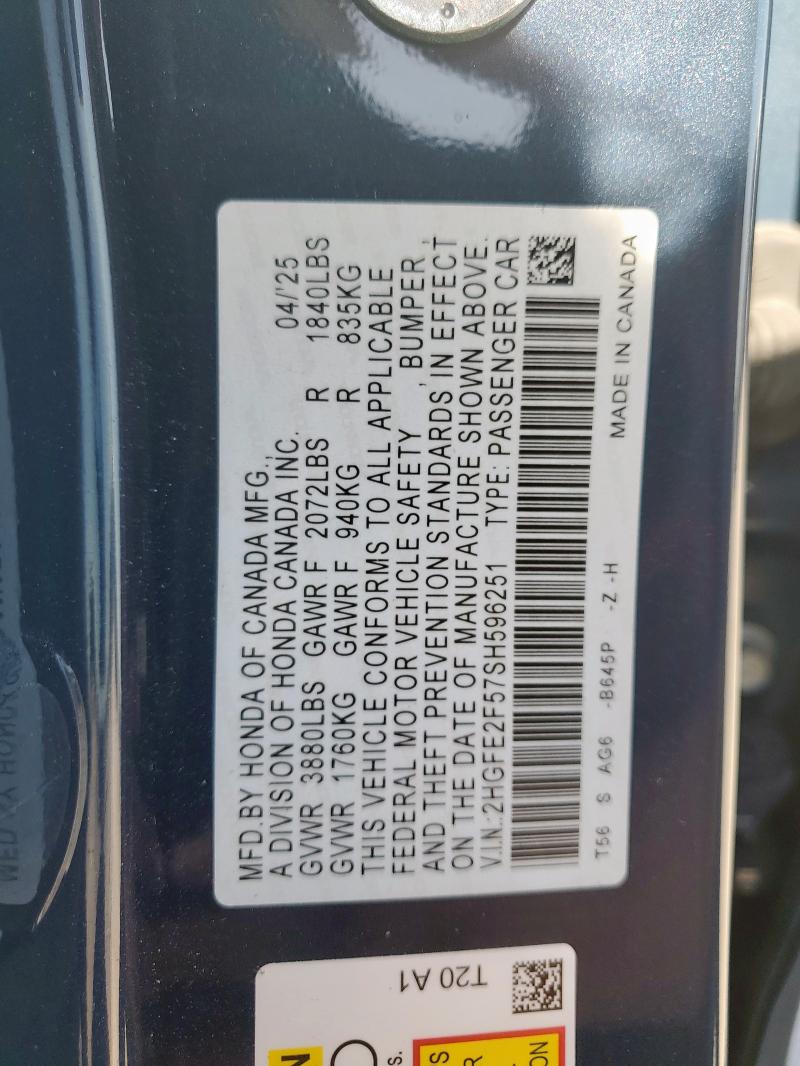 MFD.BY HONDA OF CANADA MFG.,
A DIVISION OF HONDA CANADA INC. 04/'25
GVWR 3880LBS GAWR F 2072LBS R 1840LBS
GVWR 1760KG GAWR F 940KG R 835KG
THIS VEHICLE CONFORMS TO ALL APPLICABLE
FEDERAL MOTOR VEHICLE SAFETY , BUMPER,
AND THEFT PREVENTION STANDARDS IN EFFECT
ON THE DATE OF MANUFACTURE SHOWN ABOVE.
V.I.N.:2HGFE2F57SH596251 TYPE: PASSENGER CAR
T56 S AG6 -B645P -Z -H MADE IN CANADA
T20 A1